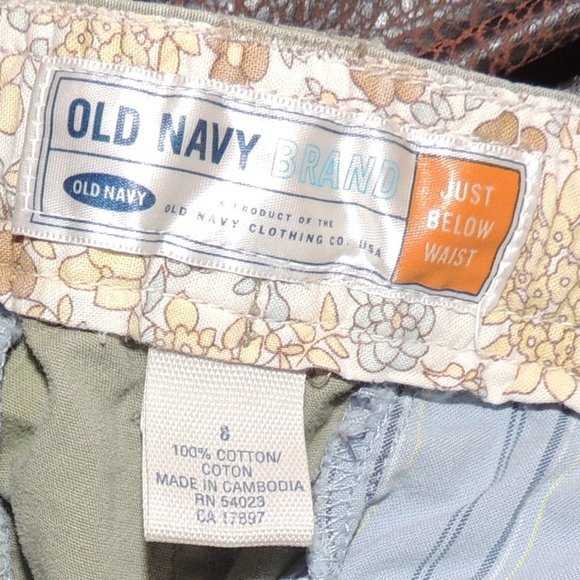 OLD NAVY BRAND
OLD NAVY
A PRODUCT OF THE
OLD NAVY CLOTHING CO., USA
JUST
BELOW
WAIST
8
100% COTTON/
COTON
MADE IN CAMBODIA
RN 54023
CA 17897